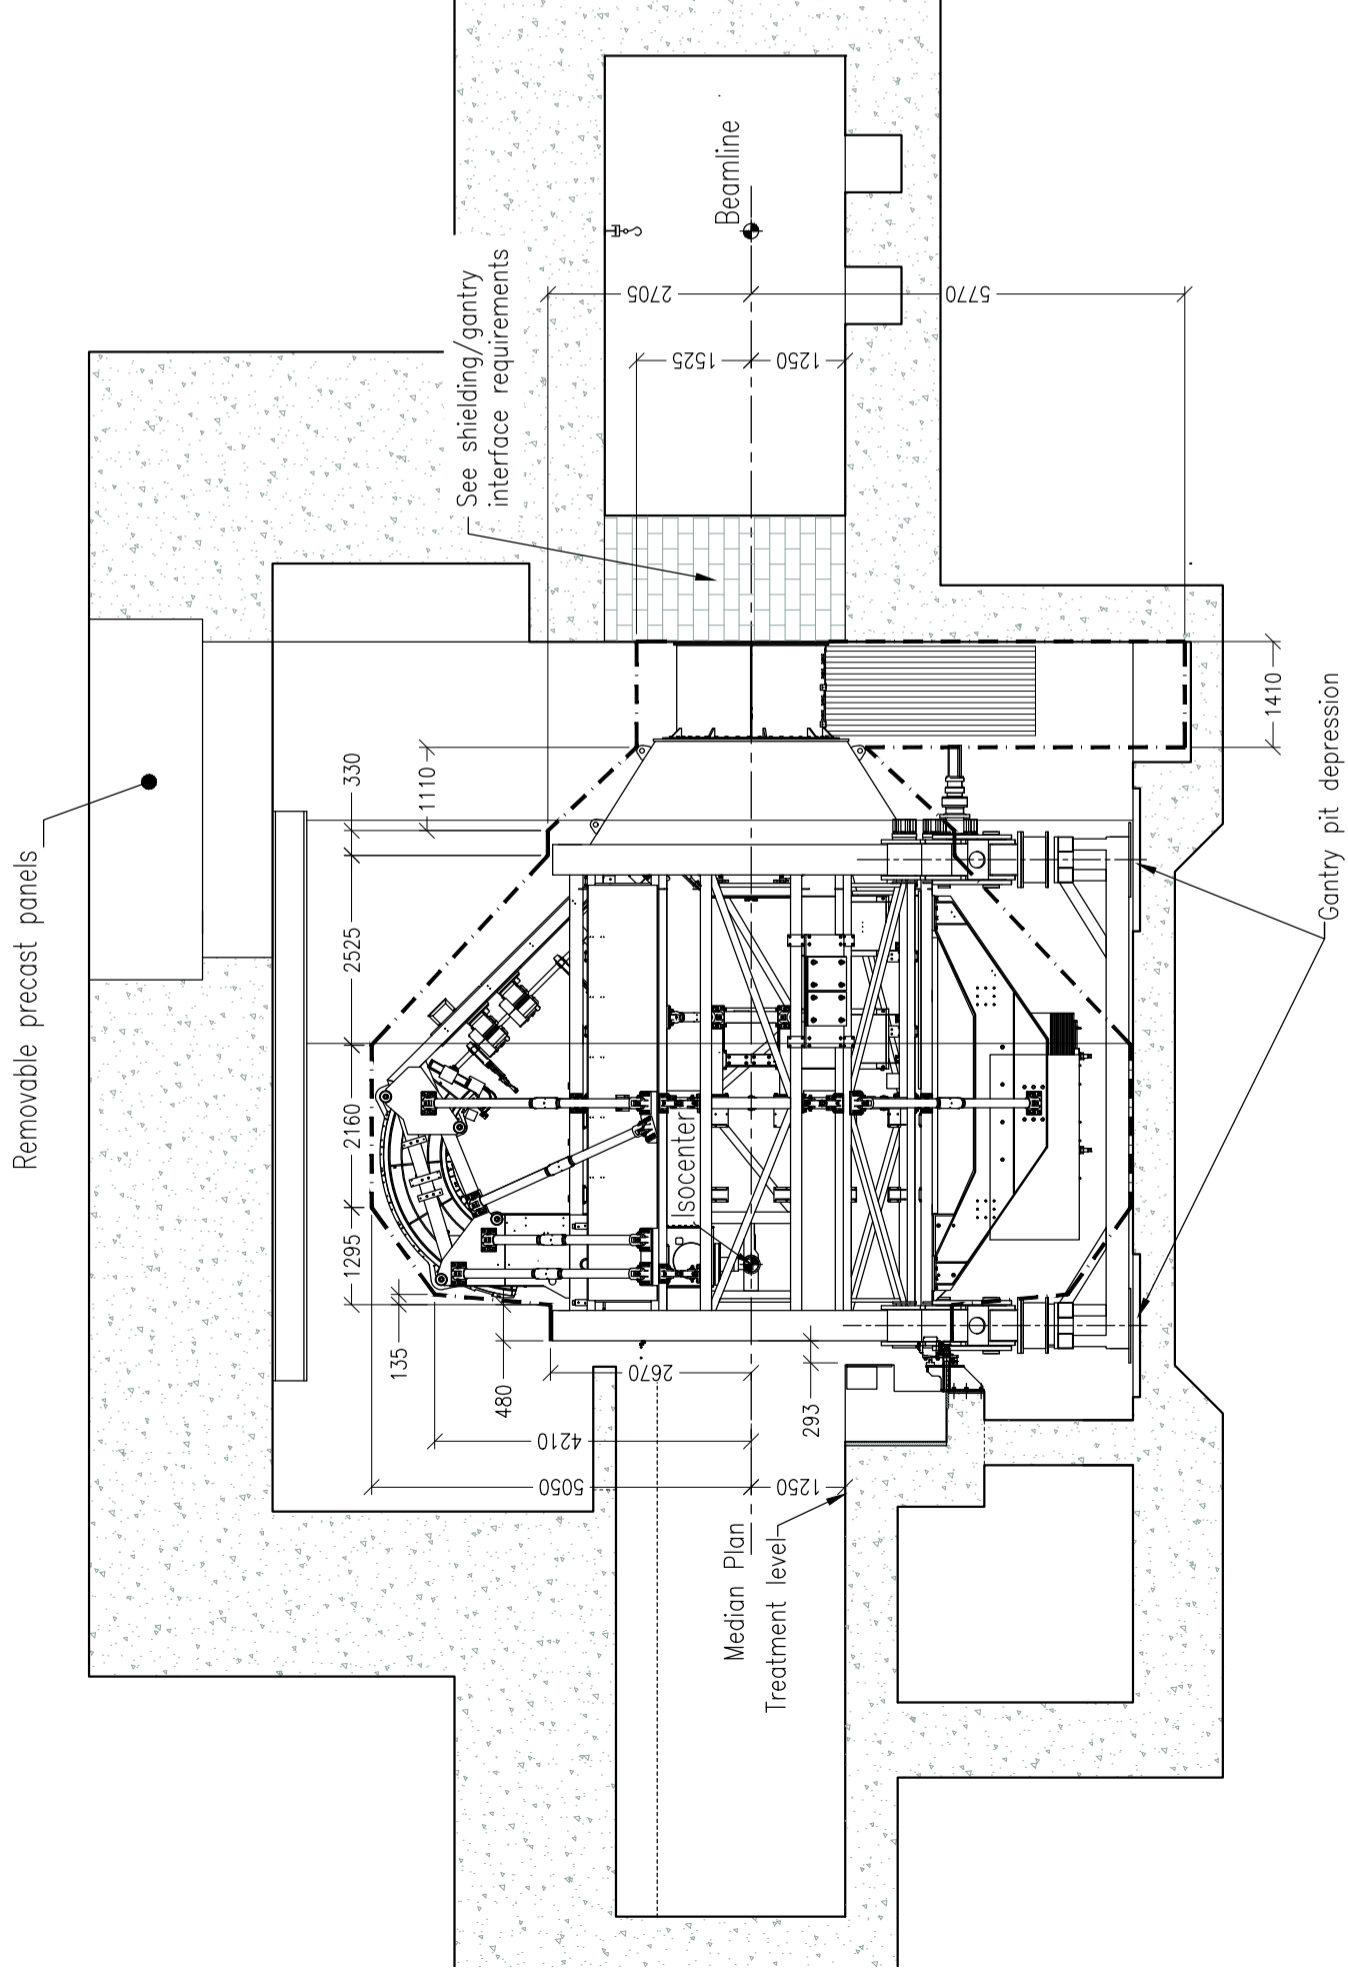 Removable precast panels
See shielding/gantry
interface requirements
Beamline
2705
5770
1525
1250
1410
330
1110
2525
2160
1295
135
480
2670
4210
5050
1250
293
Isocenter
Median Plan
Treatment level
Gantry pit depression